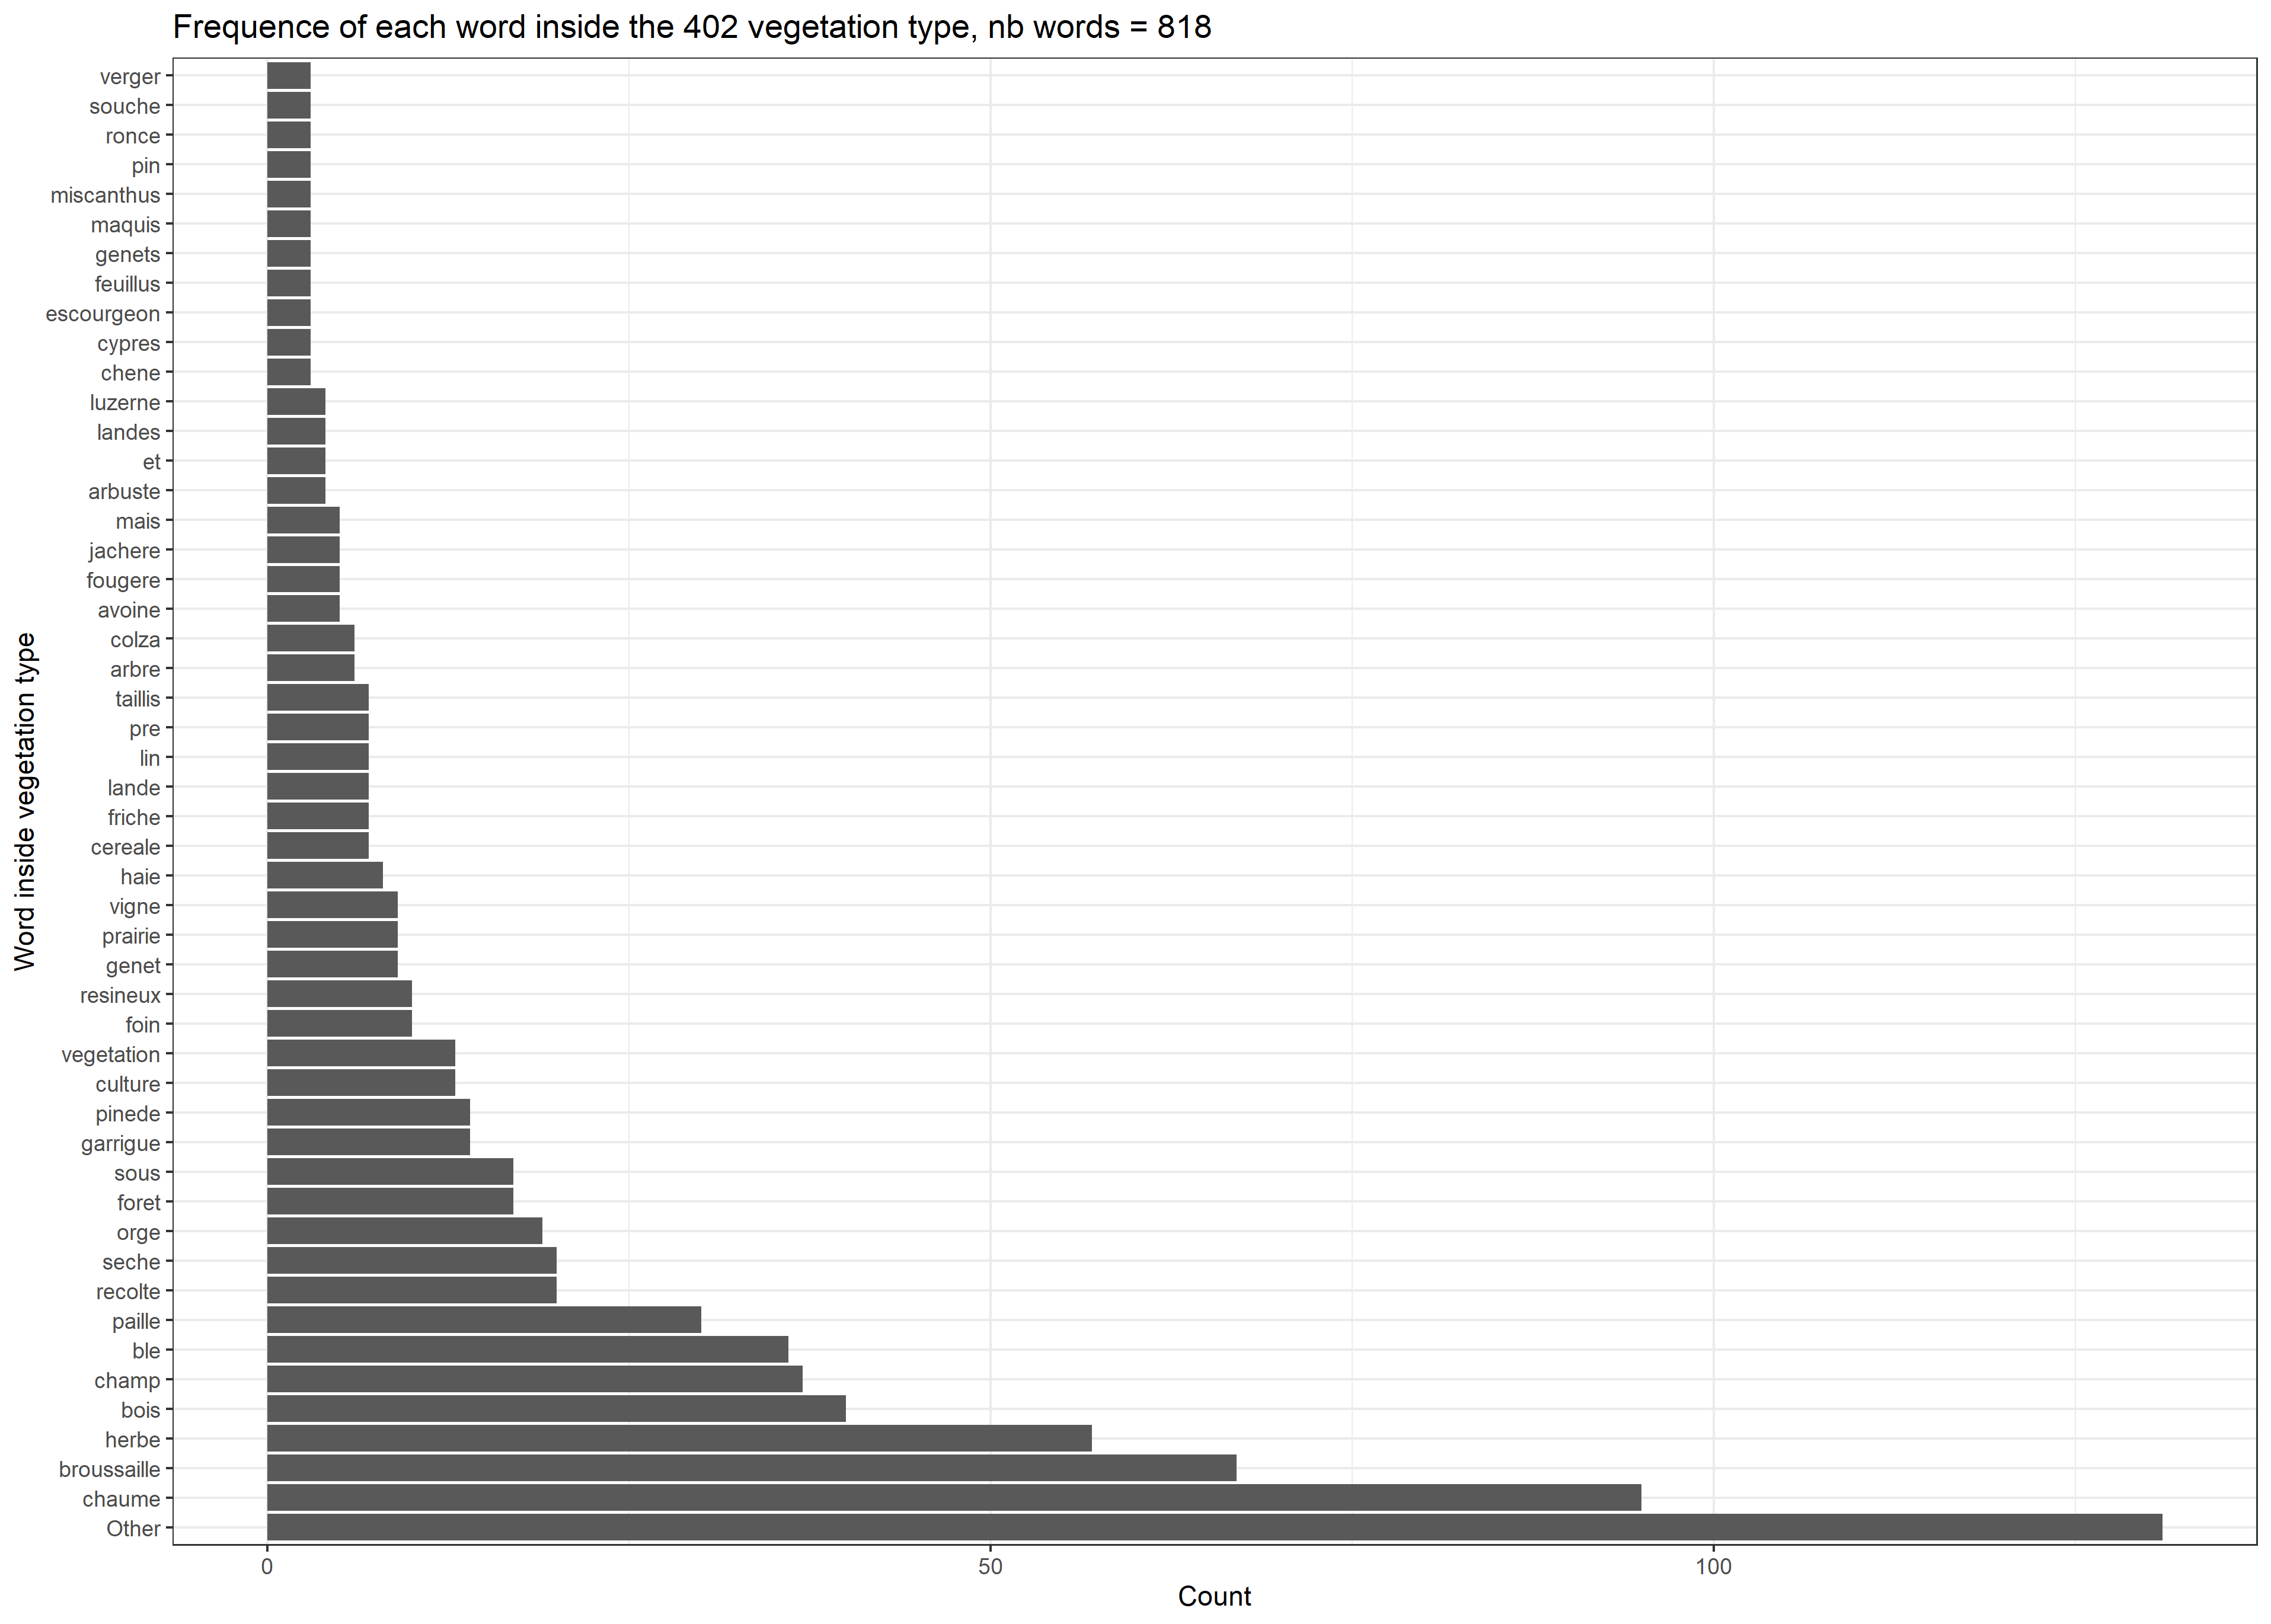 Frequence of each word inside the 402 vegetation type, nb words = 818
Word inside vegetation type
verger
souche
ronce
pin
miscanthus
maquis
genets
feuillus
escourgeon
cypres
chene
luzerne
landes
et
arbuste
mais
jachere
fougere
avoine
colza
arbre
taillis
pre
lin
lande
friche
cereale
haie
vigne
prairie
genet
resineux
foin
vegetation
culture
pinede
garrigue
sous
foret
orge
seche
recolte
paille
ble
champ
bois
herbe
broussaille
chaume
Other
0 50 100
Count